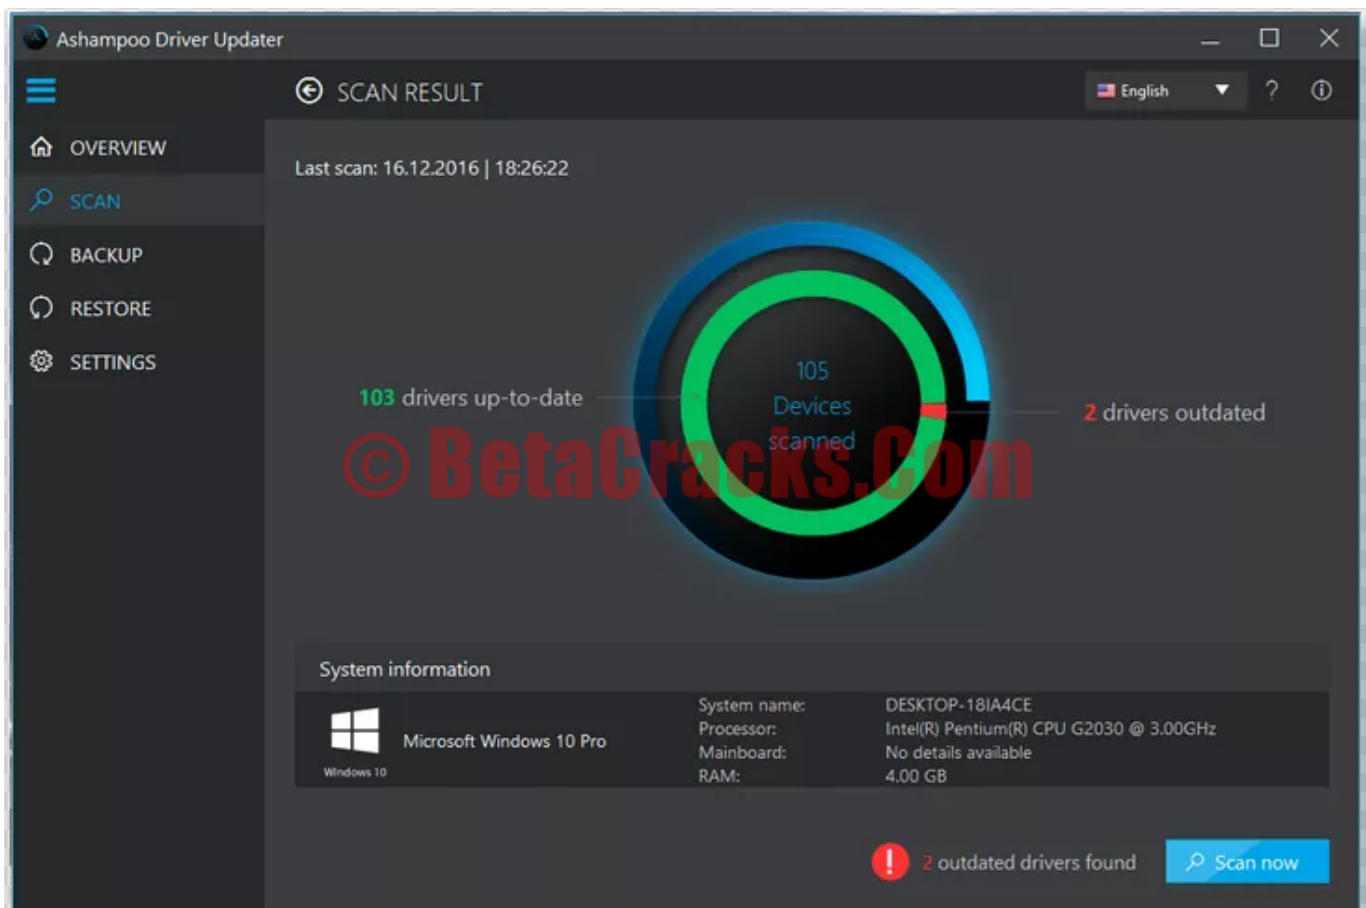 Ashampoo Driver Updater
SCAN RESULT
English
?
OVERVIEW
SCAN
BACKUP
RESTORE
SETTINGS
Last scan: 16.12.2016 | 18:26:22
105
Devices
scanned
103 drivers up-to-date
2 drivers outdated
© BetaCracks.Com
System information
Windows 10
Microsoft Windows 10 Pro
System name: DESKTOP-18IA4CE
Processor: Intel(R) Pentium(R) CPU G2030 @ 3.00GHz
Mainboard: No details available
RAM: 4.00 GB
2 outdated drivers found
Scan now